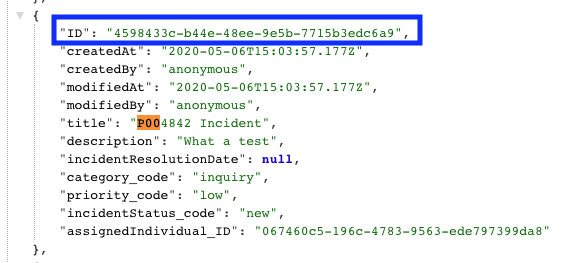 },
{
"ID": "4598433c-b44e-48ee-9e5b-7715b3edc6a9",
"createdAt": "2020-05-06T15:03:57.177Z",
"createdBy": "anonymous",
"modifiedAt": "2020-05-06T15:03:57.177Z",
"modifiedBy": "anonymous",
"title": "P004842 Incident",
"description": "What a test",
"incidentResolutionDate": null,
"category_code": "inquiry",
"priority_code": "low",
"incidentStatus_code": "new",
"assignedIndividual_ID": "067460c5-196c-4783-9563-ede797399da8"
},